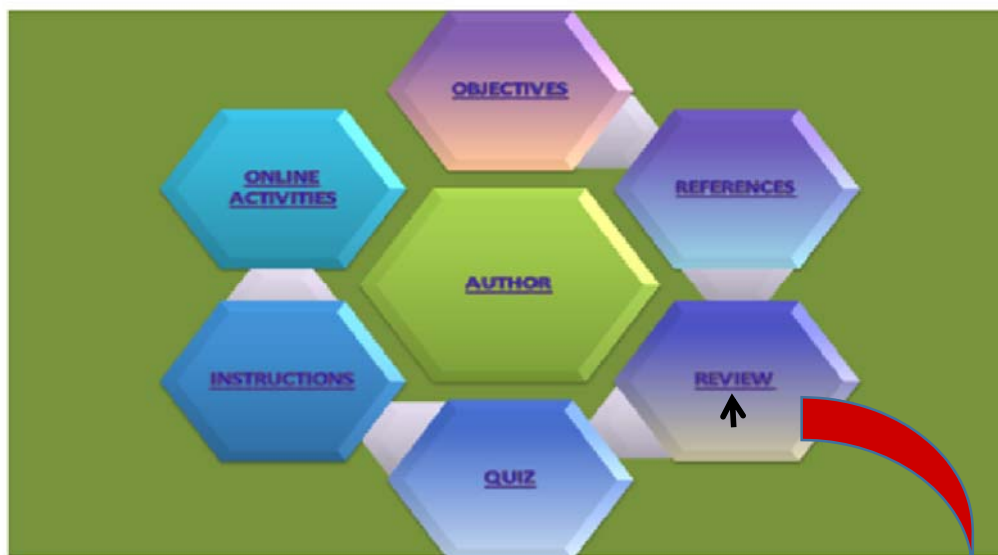 OBJECTIVES
ONLINE
ACTIVITIES
REFERENCES
AUTHOR
INSTRUCTIONS
REVIEW
QUIZ